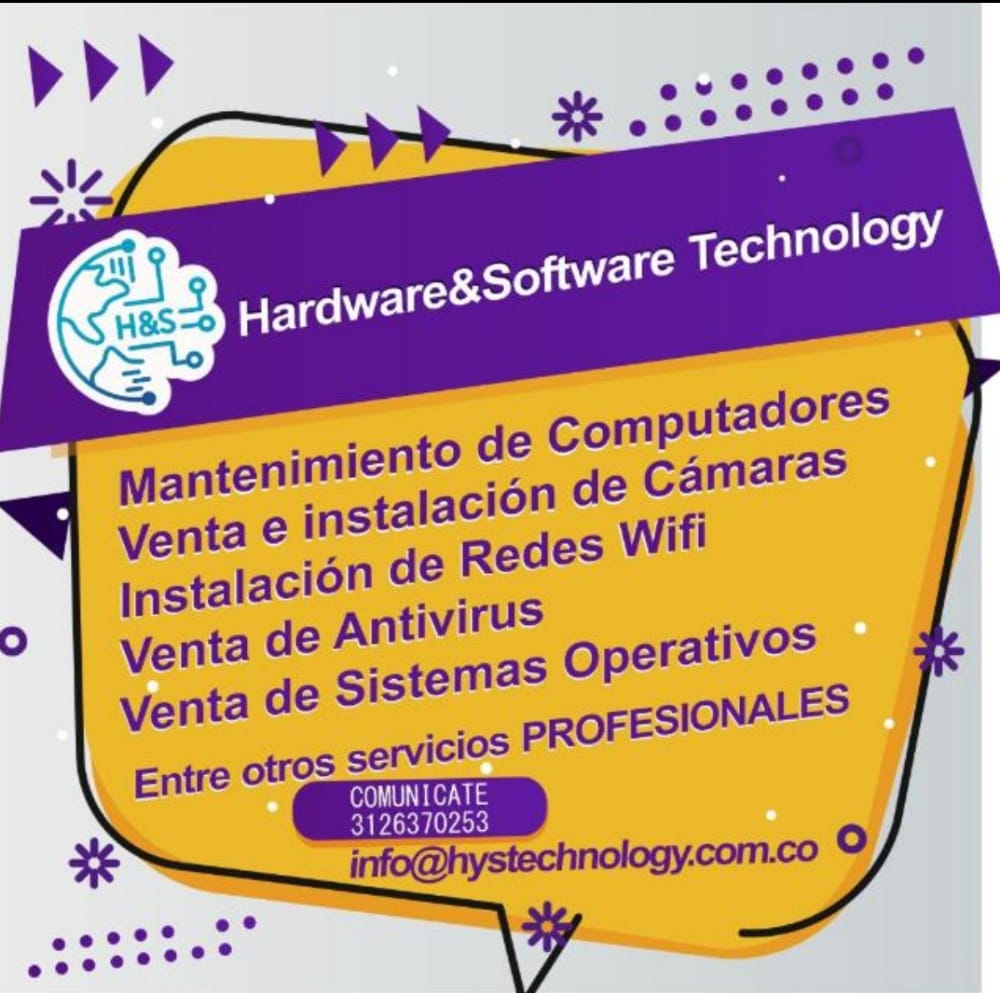 H&S
Hardware&Software Technology
Mantenimiento de Computadores
Venta e instalación de Cámaras
Instalación de Redes Wifi
Venta de Antivirus
Venta de Sistemas Operativos
Entre otros servicios PROFESIONALES
COMUNICATE
3126370253
info@hystechnology.com.co